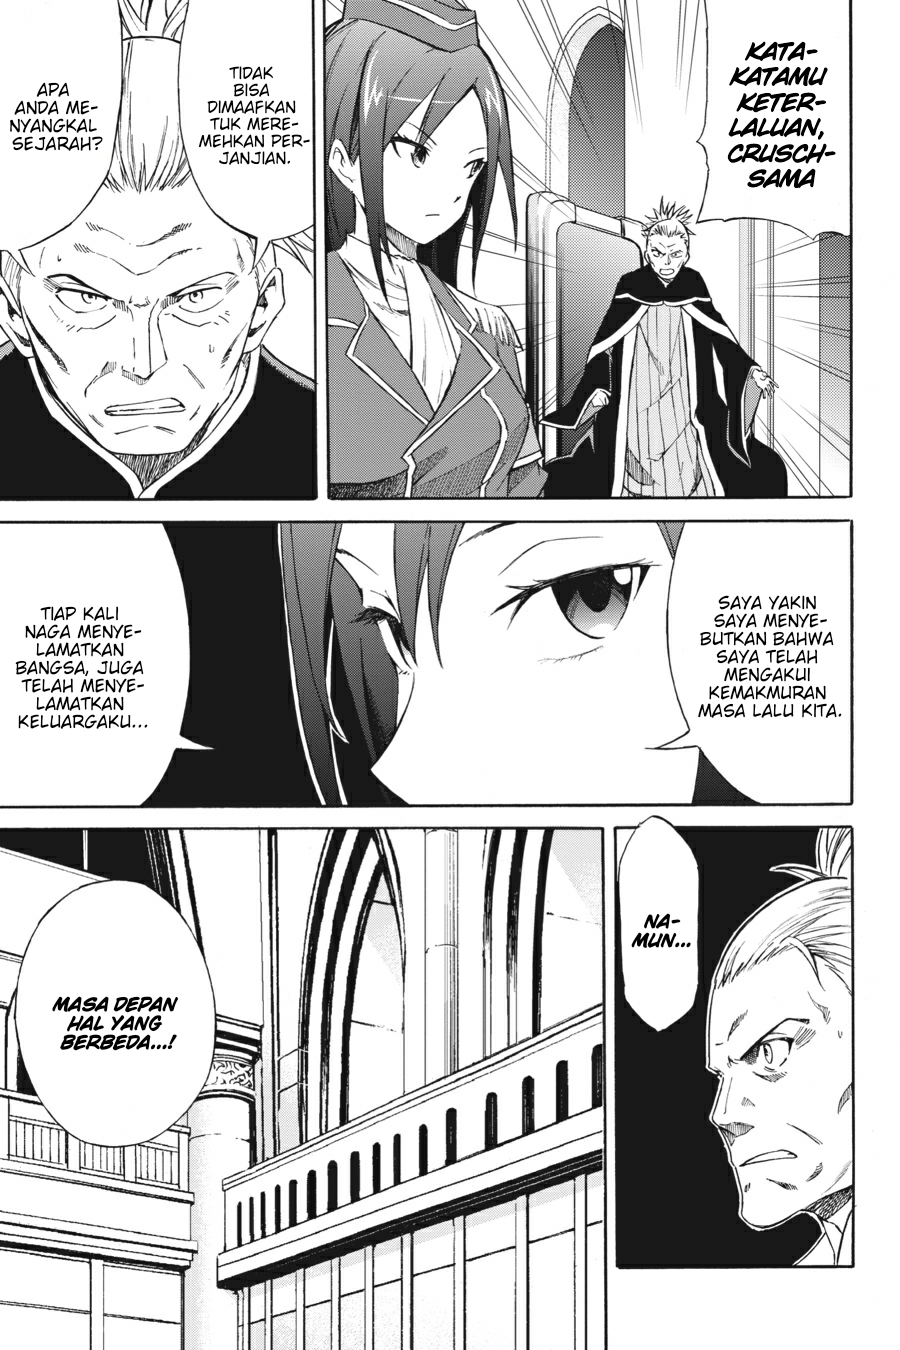 KATA-
KATAMU
KETER-
LALUAN,
CRUSCH-
SAMA
TIDAK
BISA
DIMAAFKAN
TUK MERE-
MEHKAN PER-
JANJIAN.
APA
ANDA ME-
NYANGKAL
SEJARAH?
SAYA YAKIN
SAYA MENYE-
BUTKAN BAHWA
SAYA TELAH
MENGAKUI
KEMAKMURAN
MASA LALU KITA.
TIAP KALI
NAGA MENYE-
LAMATKAN
BANGSA, JUGA
TELAH MENYE-
LAMATKAN
KELUARGAKU...
NA-
MUN...
MASA DEPAN
HAL YANG
BERBEDA...!